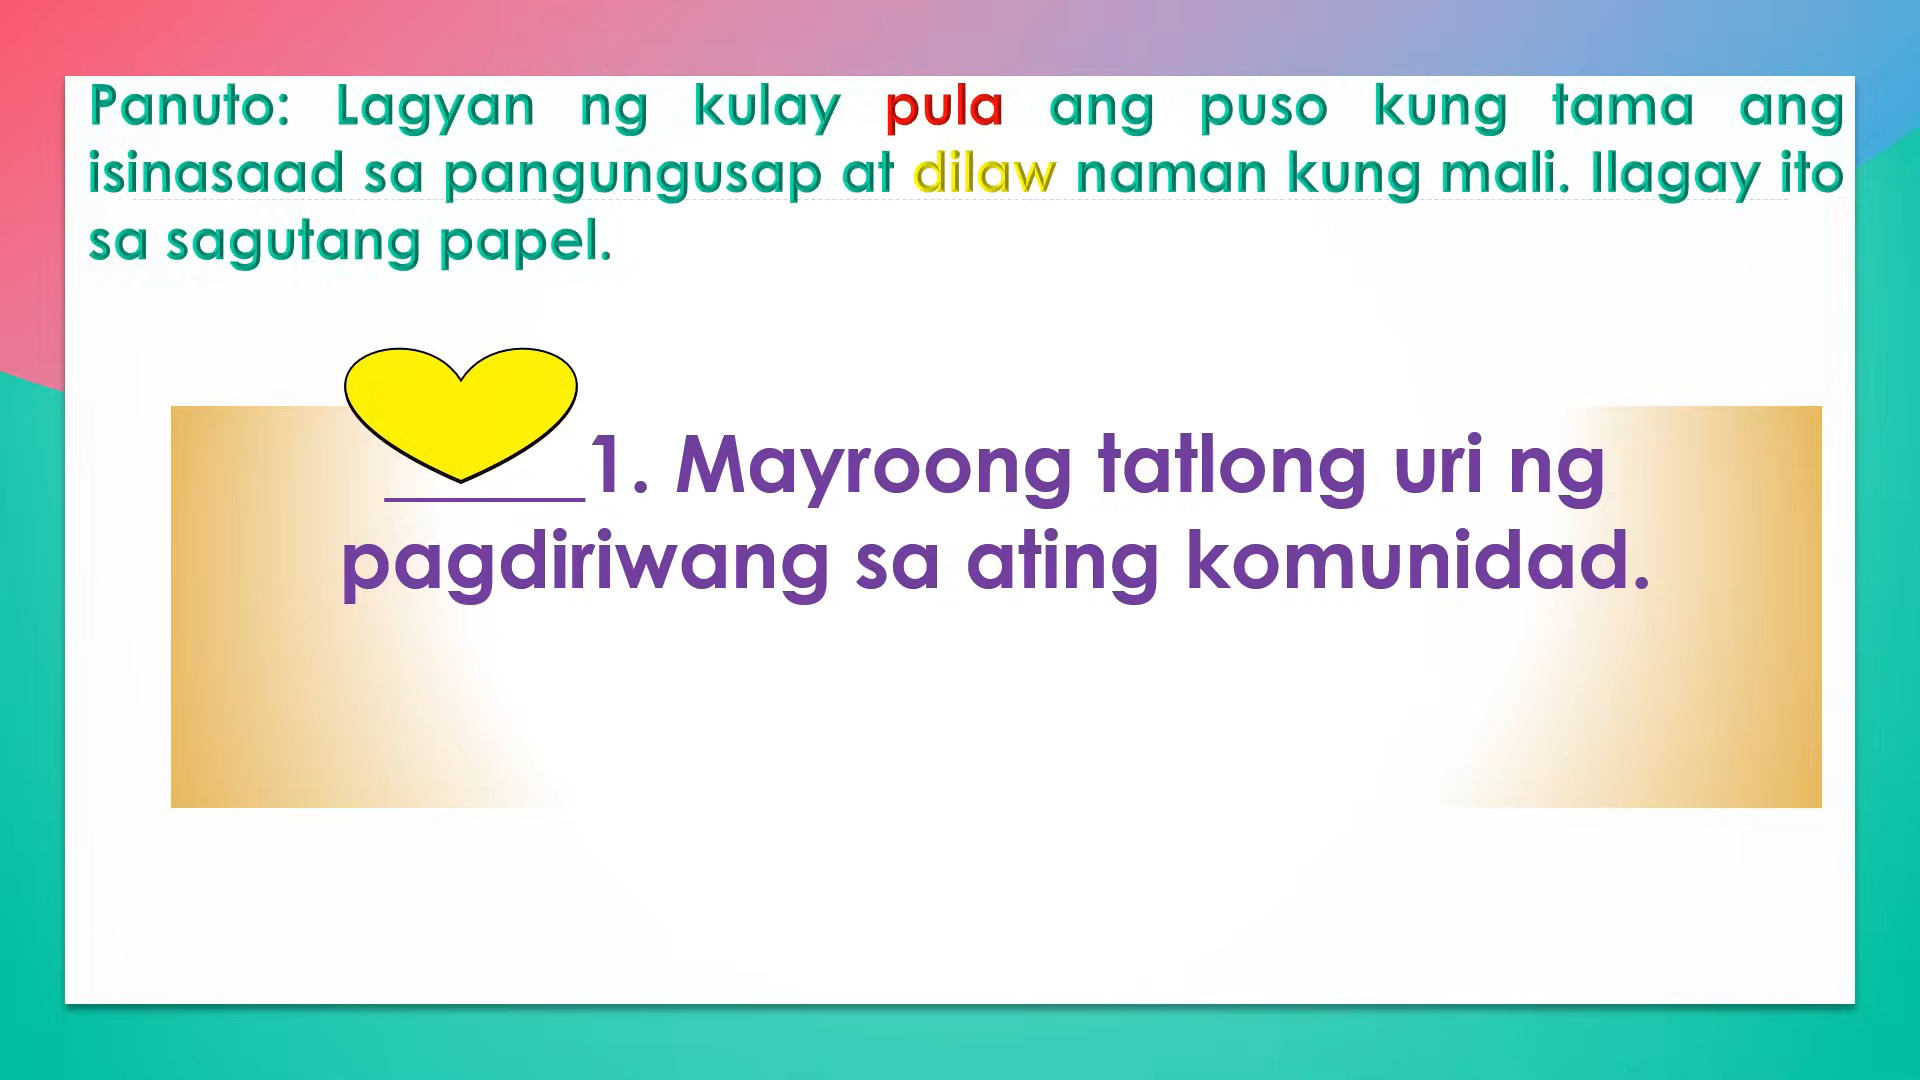 Panuto: Lagyan ng kulay pula ang puso kung tama ang
isinasaad sa pangungusap at dilaw naman kung mali. Ilagay ito
sa sagutang papel.
_____1. Mayroong tatlong uri ng
pagdiriwang sa ating komunidad.